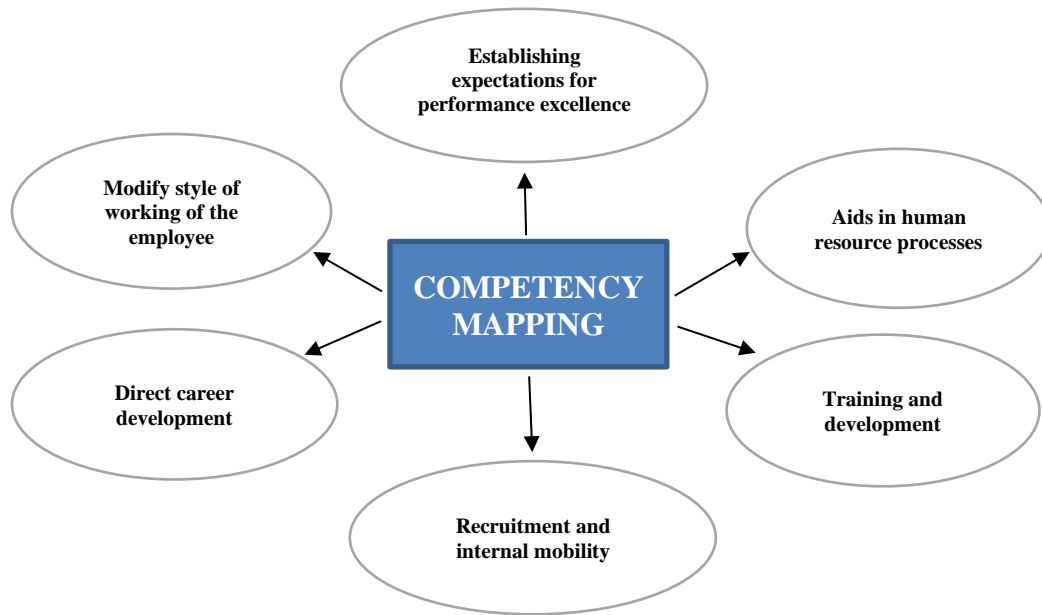 Establishing
expectations for
performance excellence
Modify style of
working of the
employee
Aids in human
resource processes
COMPETENCY
MAPPING
Direct career
development
Training and
development
Recruitment and
internal mobility